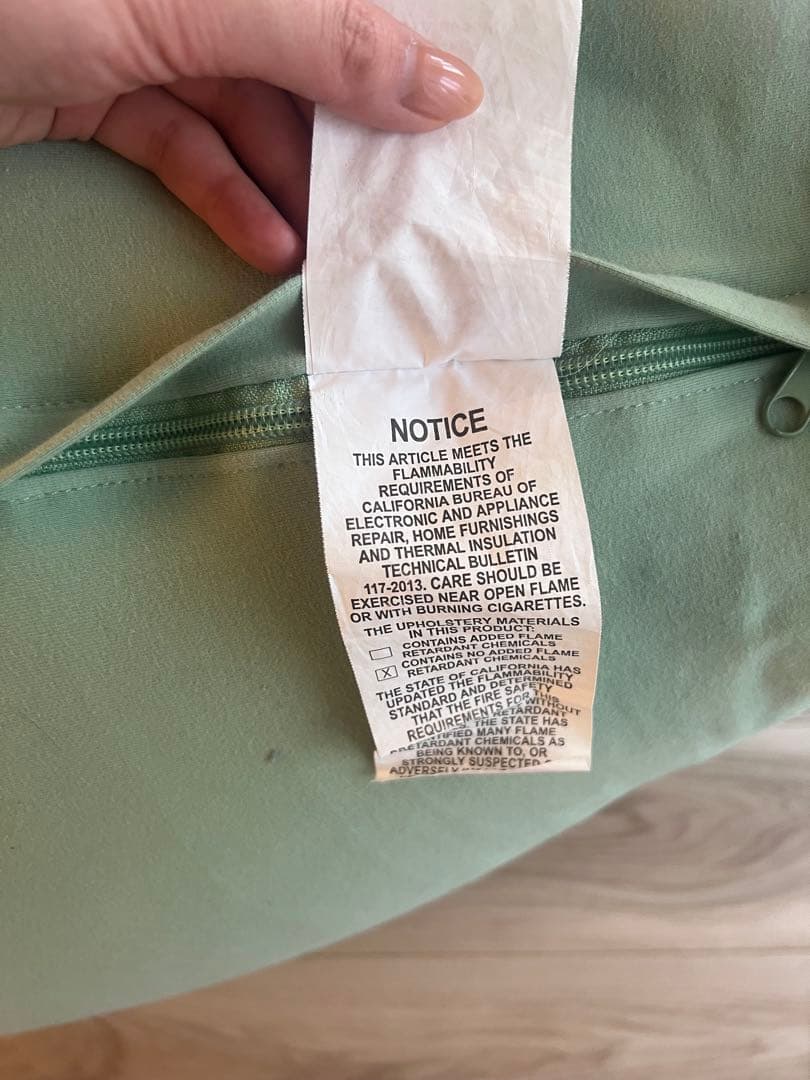 NOTICE
THIS ARTICLE MEETS THE
FLAMMABILITY
REQUIREMENTS OF
CALIFORNIA BUREAU OF
ELECTRONIC AND APPLIANCE
REPAIR, HOME FURNISHINGS
AND THERMAL INSULATION
TECHNICAL BULLETIN
117-2013. CARE SHOULD BE
EXERCISED NEAR OPEN FLAME
OR WITH BURNING CIGARETTES.
THE UPHOLSTERY MATERIALS
IN THIS PRODUCT:
CONTAINS ADDED FLAME
RETARDANT CHEMICALS
X CONTAINS NO ADDED FLAME
RETARDANT CHEMICALS
THE STATE OF CALIFORNIA HAS
UPDATED THE FLAMMABILITY
STANDARD AND DETERMINED
THAT THE FIRE SAFETY
REQUIREMENTS FOR THIS
WITHOUT
RETARDANT
THE STATE HAS
MANY FLAME
RETARDANT CHEMICALS AS
BEING KNOWN TO, OR
STRONGLY SUSPECTED